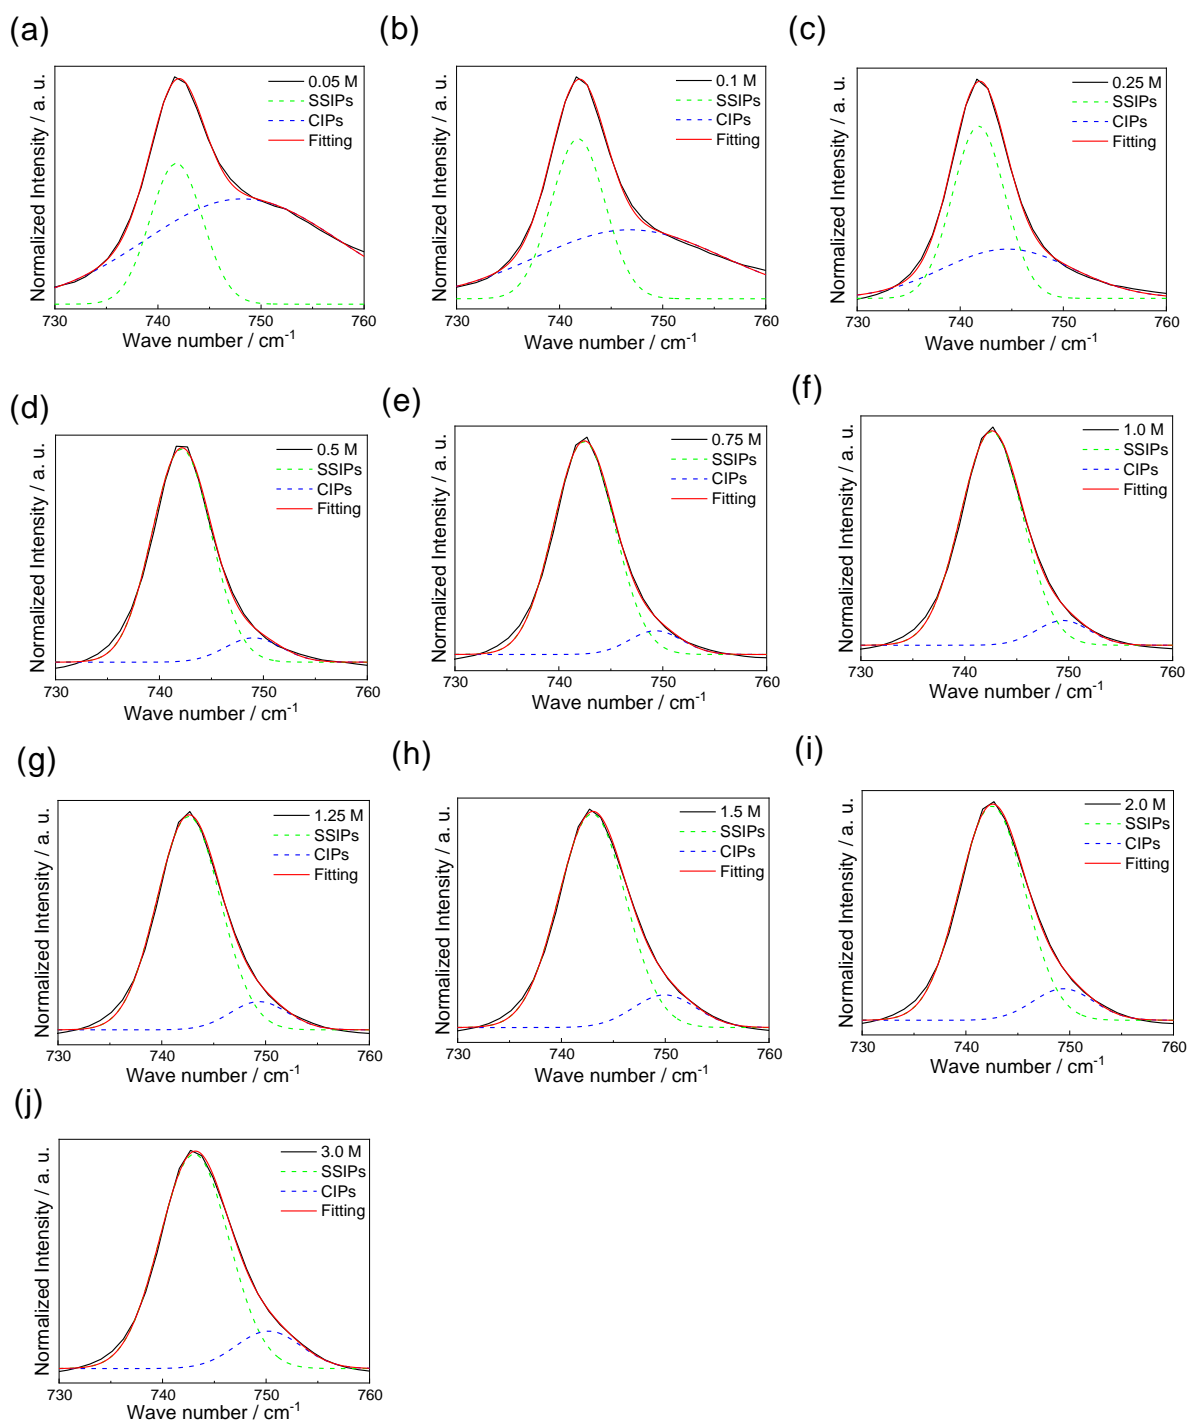 (a)
0.05 M
SSIPs
CIPs
Fitting
Normalized Intensity / a. u.
730 740 750 760
Wave number / cm-1
(b)
0.1 M
SSIPs
CIPs
Fitting
Normalized Intensity / a. u.
730 740 750 760
Wave number / cm-1
(c)
0.25 M
SSIPs
CIPs
Fitting
Normalized Intensity / a. u.
730 740 750 760
Wave number / cm-1
(d)
0.5 M
SSIPs
CIPs
Fitting
Normalized Intensity / a. u.
730 740 750 760
Wave number / cm-1
(e)
0.75 M
SSIPs
CIPs
Fitting
Normalized Intensity / a. u.
730 740 750 760
Wave number / cm-1
(f)
1.0 M
SSIPs
CIPs
Fitting
Normalized Intensity / a. u.
730 740 750 760
Wave number / cm-1
(g)
1.25 M
SSIPs
CIPs
Fitting
Normalized Intensity / a. u.
730 740 750 760
Wave number / cm-1
(h)
1.5 M
SSIPs
CIPs
Fitting
Normalized Intensity / a. u.
730 740 750 760
Wave number / cm-1
(i)
2.0 M
SSIPs
CIPs
Fitting
Normalized Intensity / a. u.
730 740 750 760
Wave number / cm-1
(j)
3.0 M
SSIPs
CIPs
Fitting
Normalized Intensity / a. u.
730 740 750 760
Wave number / cm-1